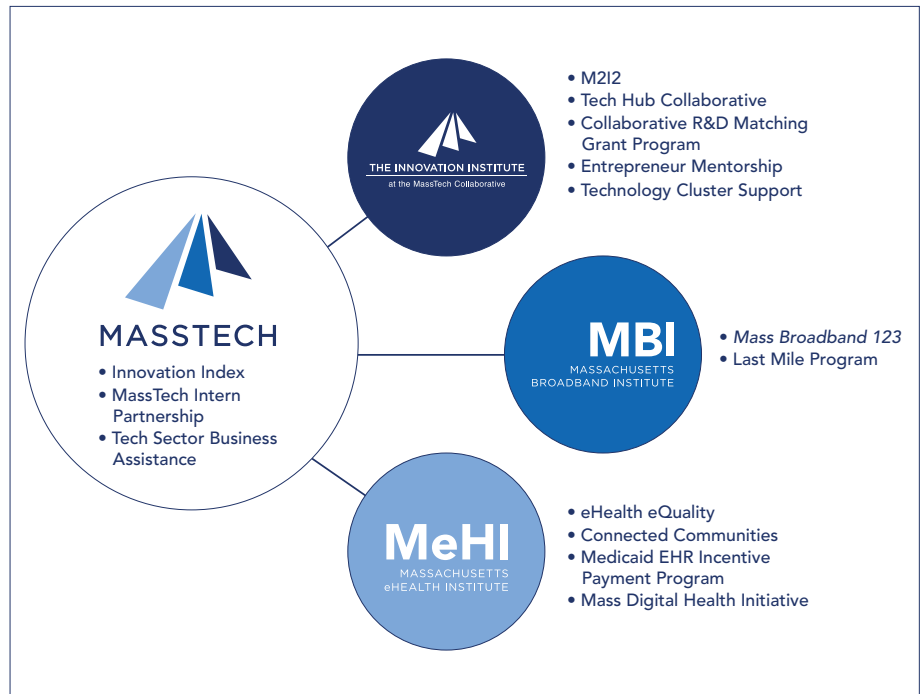 THE INNOVATION INSTITUTE
at the MassTech Collaborative
• M2I2
• Tech Hub Collaborative
• Collaborative R&D Matching
Grant Program
• Entrepreneur Mentorship
• Technology Cluster Support
MASSTECH
• Innovation Index
• MassTech Intern
Partnership
• Tech Sector Business
Assistance
MBI
MASSACHUSETTS
BROADBAND INSTITUTE
• Mass Broadband 123
• Last Mile Program
MeHI
MASSACHUSETTS
eHEALTH INSTITUTE
• eHealth eQuality
• Connected Communities
• Medicaid EHR Incentive
Payment Program
• Mass Digital Health Initiative